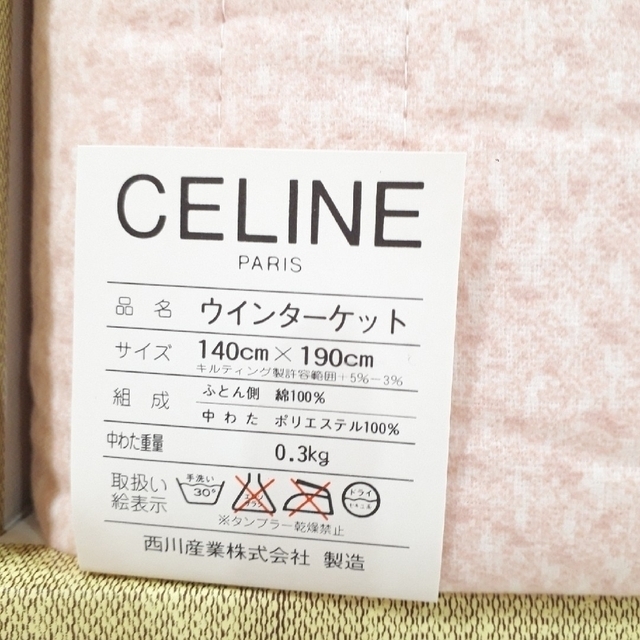 CELINE
PARIS
品名 ウインターケット
サイズ 140cm×190cm
キルティング製許容範囲+5%−3%
組成 ふとん側 綿100%
中わた ポリエステル100%
中わた重量 0.3kg
取扱い
絵表示
手洗い
30°
ドライ
※タンブラー乾燥禁止
西川産業株式会社 製造